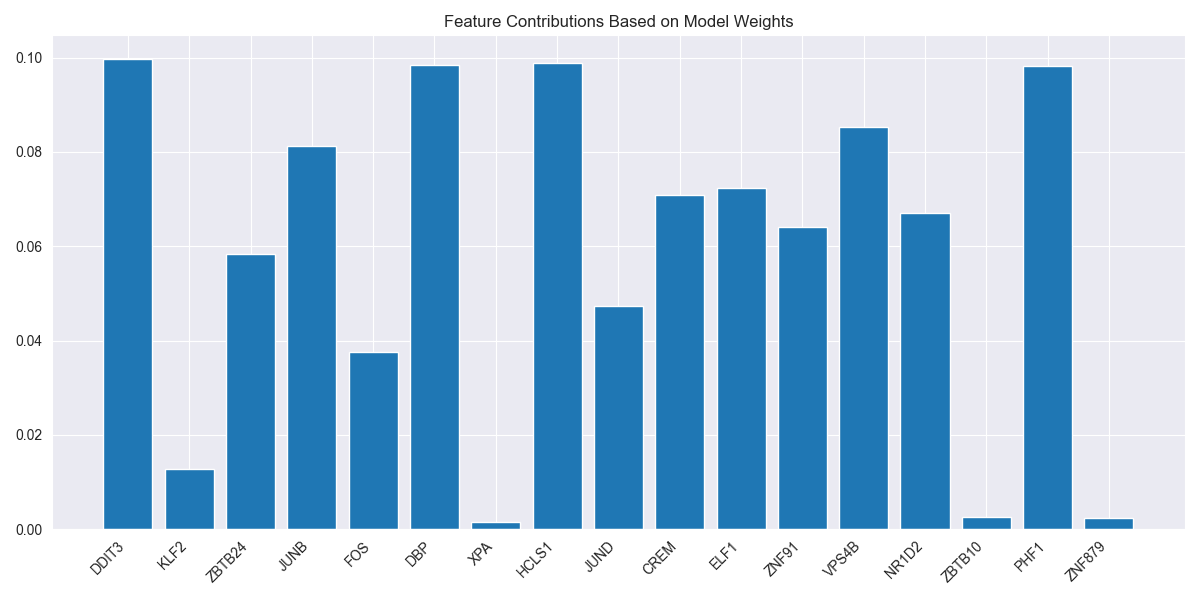 Feature Contributions Based on Model Weights
0.10
0.08
0.06
0.04
0.02
0.00
DDIT3
KLF2
ZBTB24
JUNB
FOS
DBP
XPA
HCLS1
JUND
CREM
ELF1
ZNF91
VPS4B
NR1D2
ZBTB10
PHF1
ZNF879